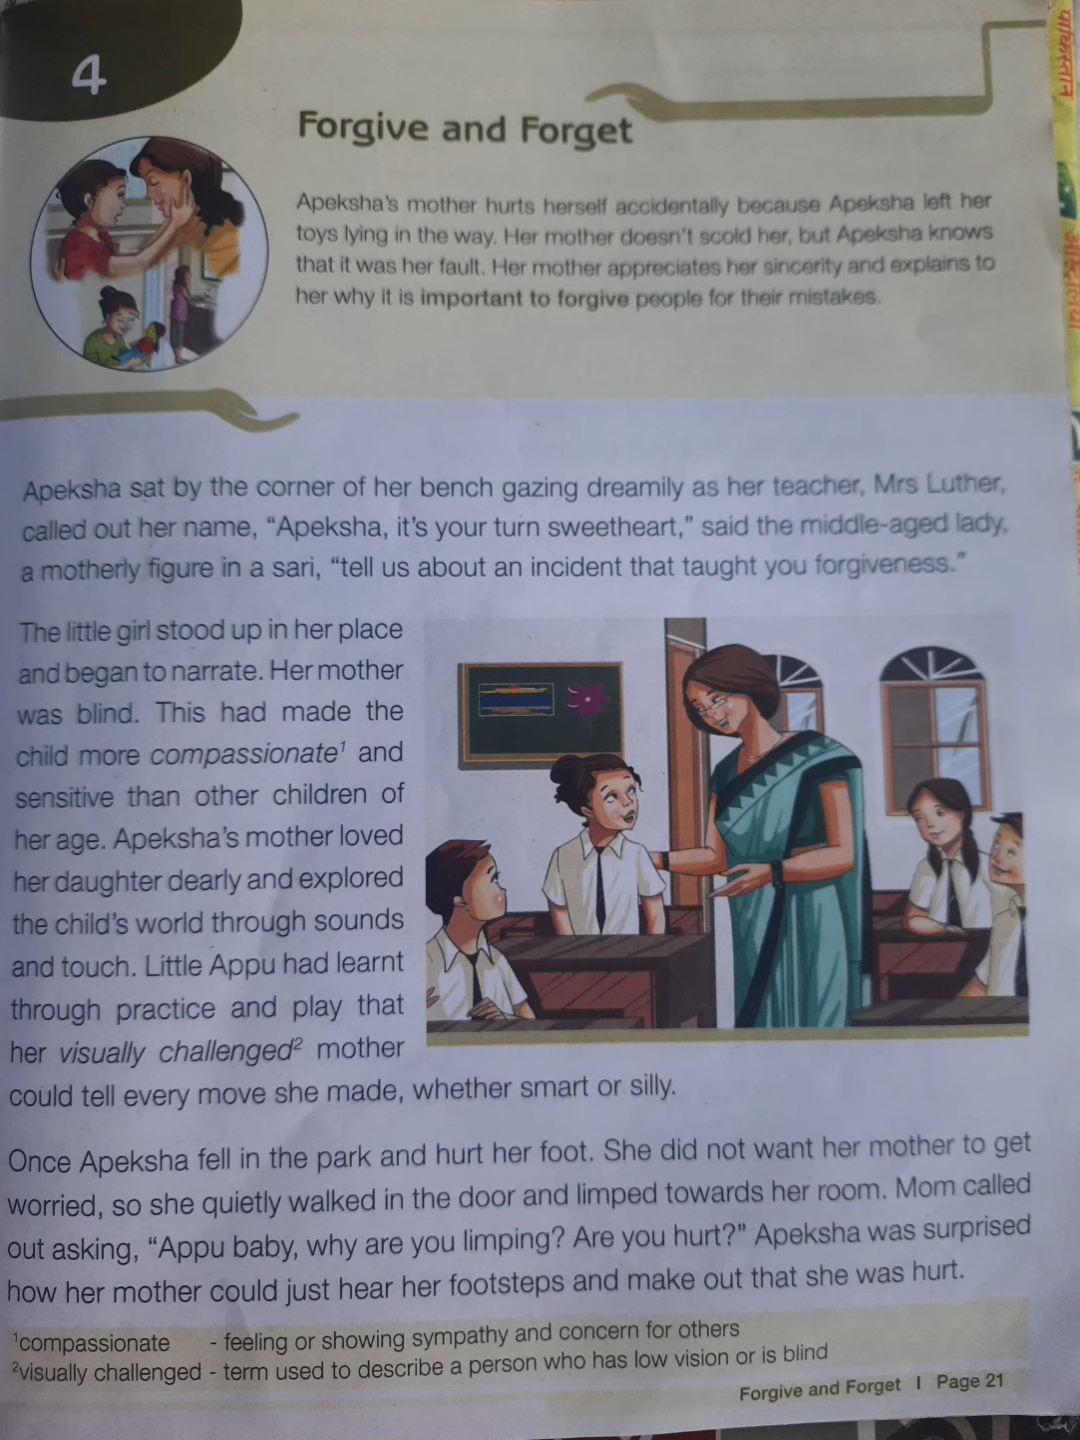 4
Forgive and Forget
Apeksha's mother hurts herself accidentally because Apeksha left her
toys lying in the way. Her mother doesn't scold her, but Apeksha knows
that it was her fault. Her mother appreciates her sincerity and explains to
her why it is important to forgive people for their mistakes.
Apeksha sat by the corner of her bench gazing dreamily as her teacher, Mrs Luther,
called out her name, “Apeksha, it's your turn sweetheart,” said the middle-aged lady,
a motherly figure in a sari, “tell us about an incident that taught you forgiveness.”
The little girl stood up in her place
and began to narrate. Her mother
was blind. This had made the
child more compassionate¹ and
sensitive than other children of
her age. Apeksha's mother loved
her daughter dearly and explored
the child's world through sounds
and touch. Little Appu had learnt
through practice and play that
her visually challenged² mother
could tell every move she made, whether smart or silly.
Once Apeksha fell in the park and hurt her foot. She did not want her mother to get
worried, so she quietly walked in the door and limped towards her room. Mom called
out asking, “Appu baby, why are you limping? Are you hurt?” Apeksha was surprised
how her mother could just hear her footsteps and make out that she was hurt.
¹compassionate - feeling or showing sympathy and concern for others
²visually challenged - term used to describe a person who has low vision or is blind
Forgive and Forget I Page 21